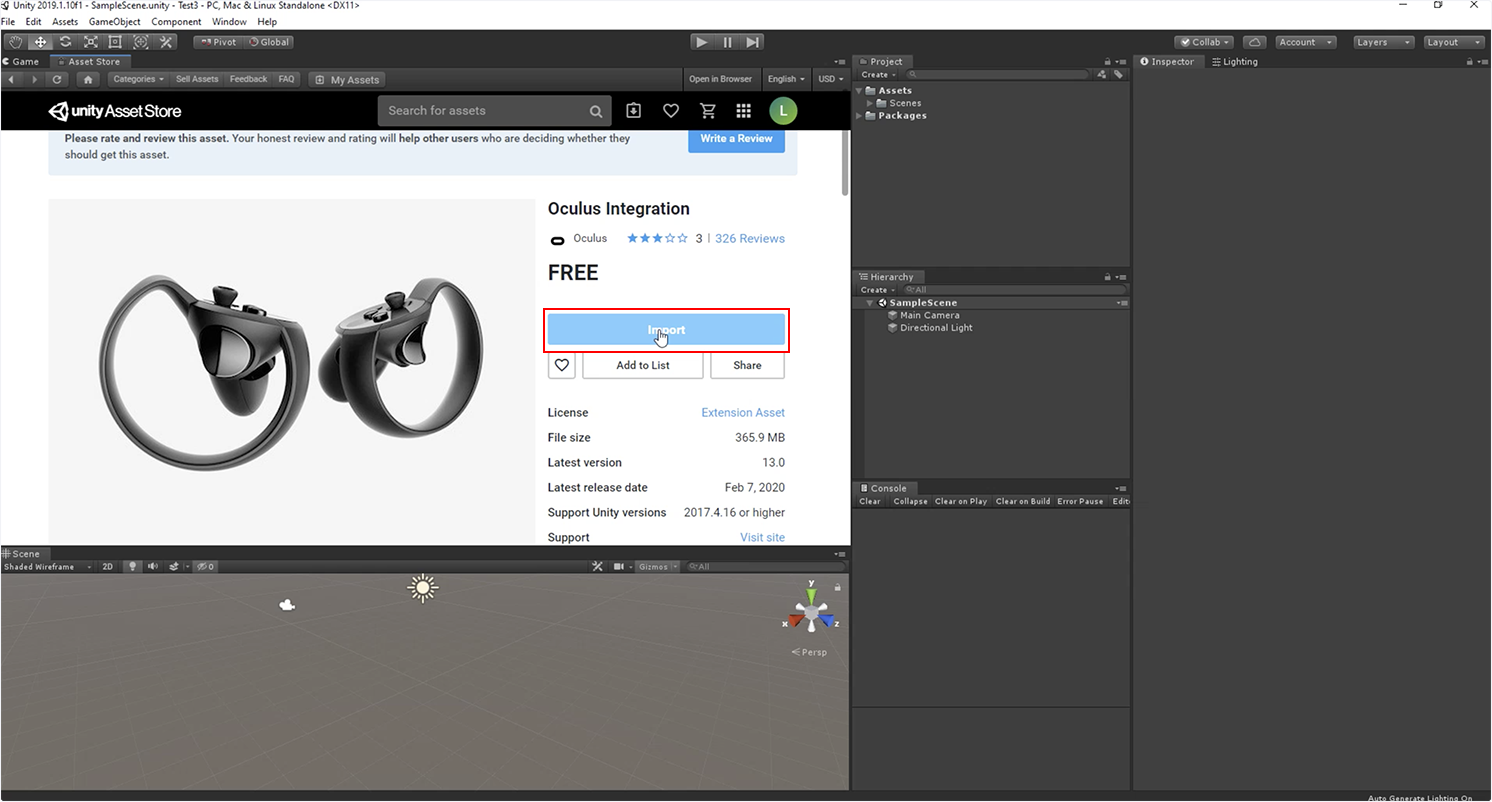 Unity 2019.1.10f1 - SampleScene.unity - Test3 - PC, Mac & Linux Standalone <DX11>
File Edit Assets GameObject Component Window Help
Pivot Global Collab Account Layers Layout
Game Asset Store
Categories Sell Assets Feedback FAQ My Assets Open in Browser English USD
unity Asset Store Search for assets L
Please rate and review this asset. Your honest review and rating will help other users who are deciding whether they
should get this asset.
Write a Review
Oculus Integration
Oculus 3 | 326 Reviews
FREE
Import
Add to List Share
License Extension Asset
File size 365.9 MB
Latest version 13.0
Latest release date Feb 7, 2020
Support Unity versions 2017.4.16 or higher
Support Visit site
Scene
Shaded Wireframe 2D 0 Gizmos All
y
x z
Persp
Project
Create
Assets
Scenes
Packages
Hierarchy
Create All
SampleScene
Main Camera
Directional Light
Console
Clear Collapse Clear on Play Clear on Build Error Pause Edit
Inspector Lighting
Auto Generate Lighting On